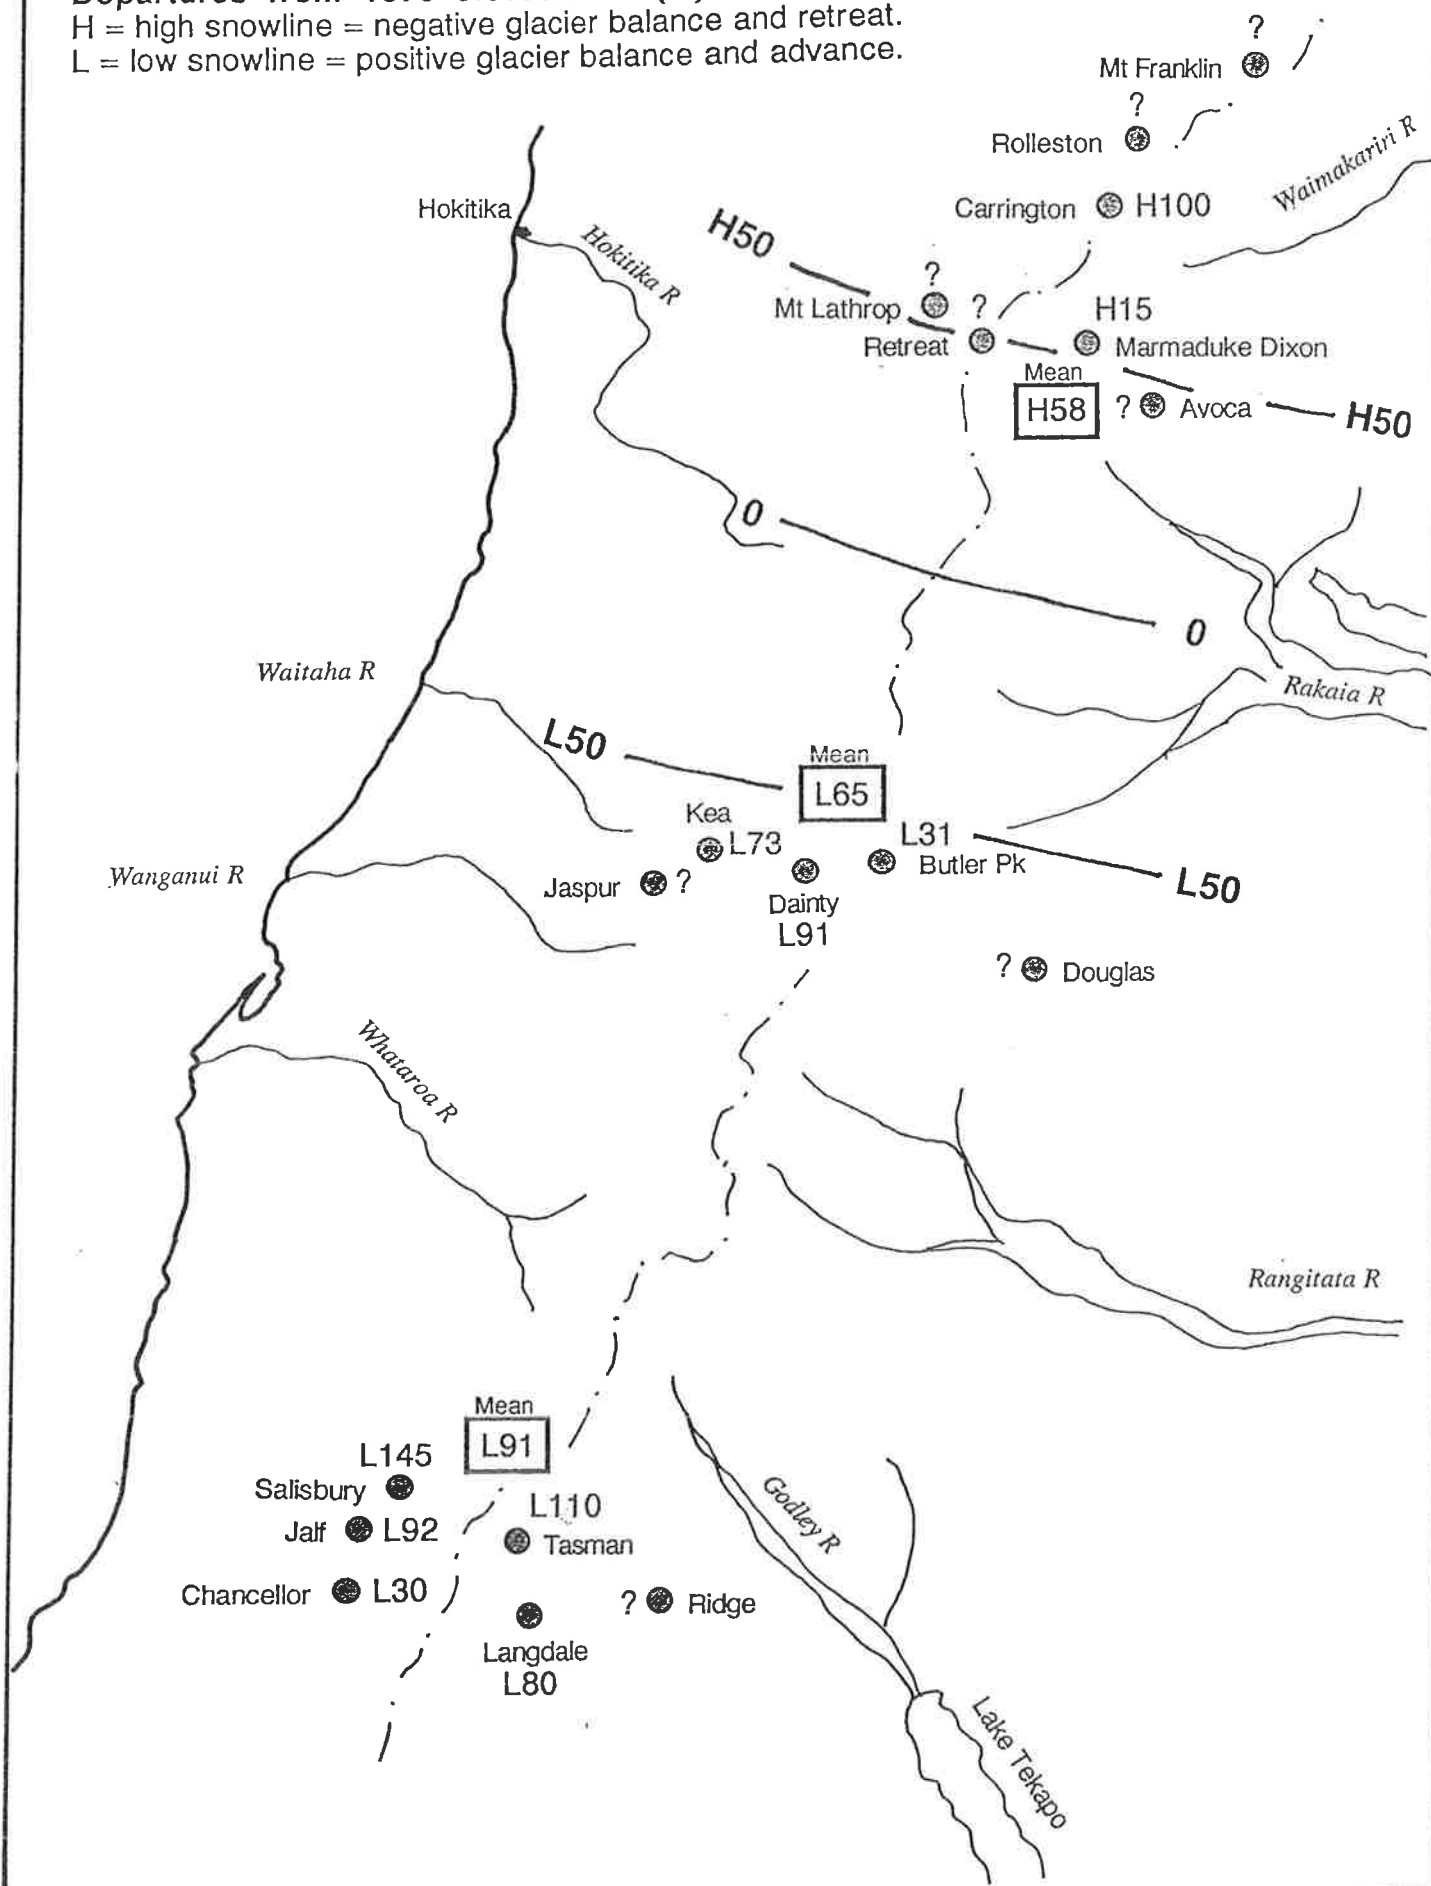 H = high snowline = negative glacier balance and retreat.
L = low snowline = positive glacier balance and advance.
?
Mt Franklin
?
Rolleston
Waimakariri R
Carrington H100
Hokitika
Hokitika R
H50
?
Mt Lathrop
?
Retreat
H15
Marmaduke Dixon
Mean
H58
? Avoca
H50
0
0
Waitaha R
Rakaia R
L50
Mean
L65
Kea
L73
L31
Butler Pk
L50
Wanganui R
Jaspur ?
Dainty
L91
? Douglas
Whataroa R
Rangitata R
Mean
L91
L145
Salisbury
L110
Tasman
Jalf L92
Godley R
Chancellor L30
? Ridge
Langdale
L80
Lake Tekapo